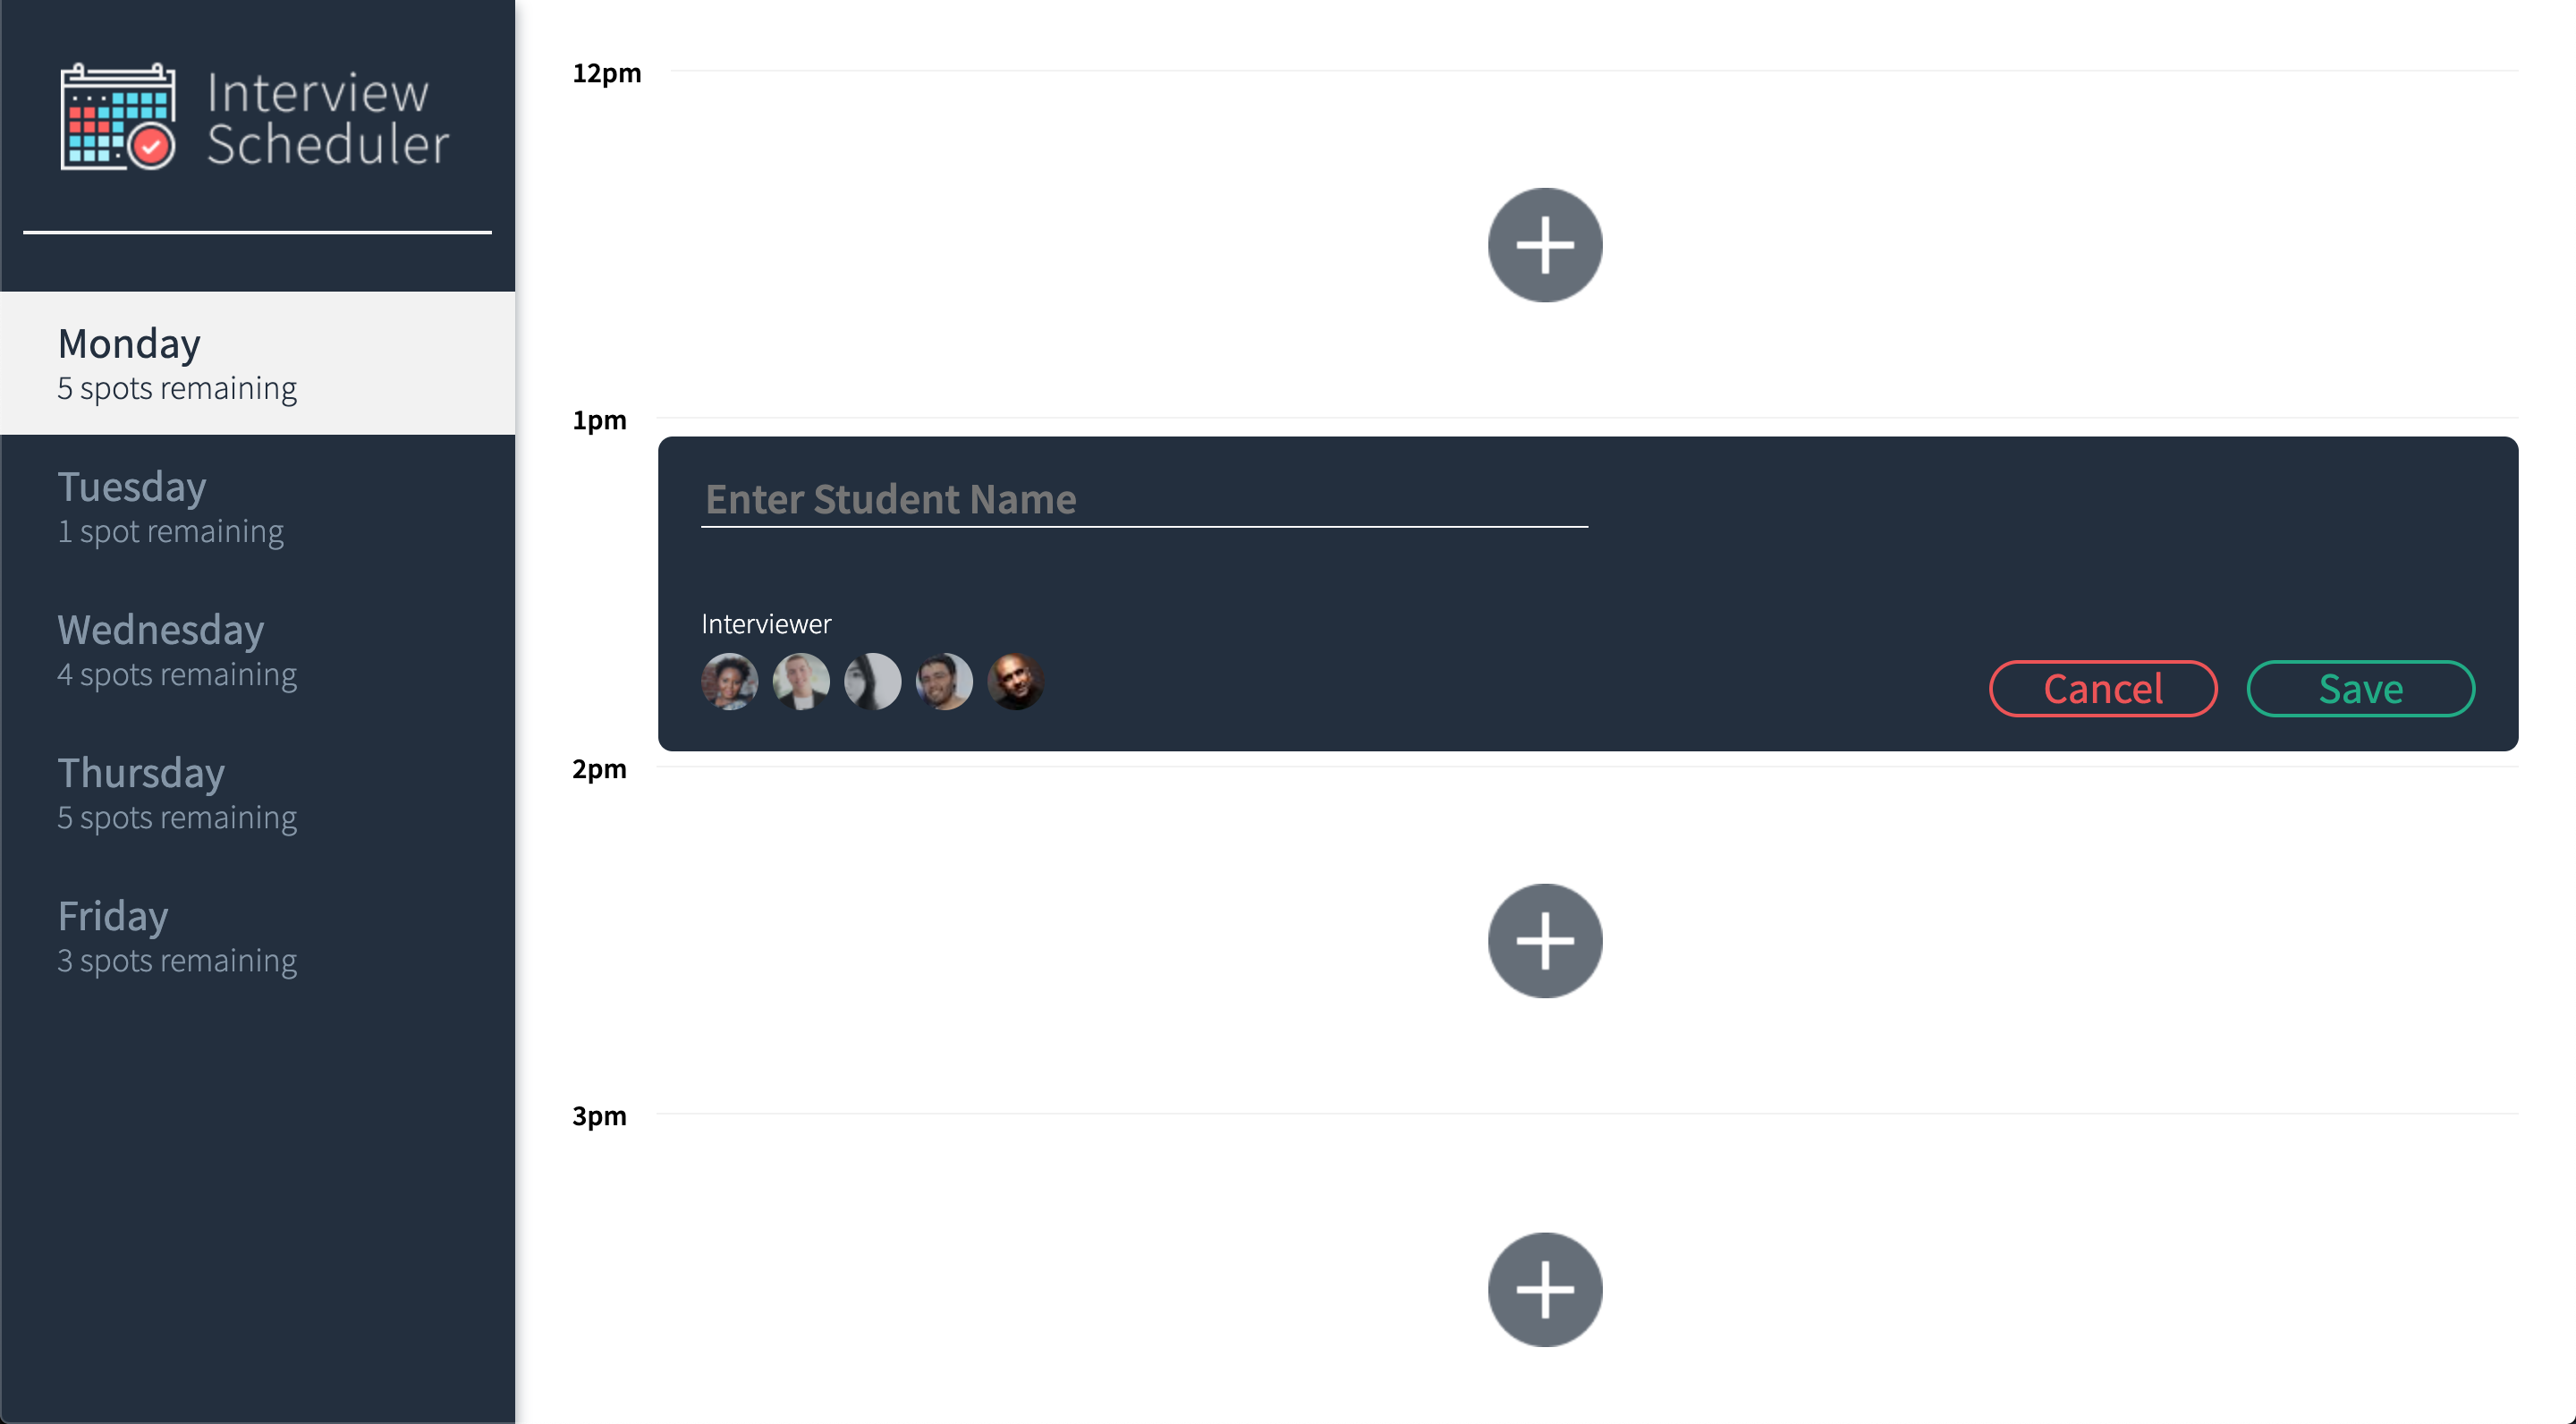 Interview
Scheduler
Monday
5 spots remaining
Tuesday
1 spot remaining
Wednesday
4 spots remaining
Thursday
5 spots remaining
Friday
3 spots remaining
12pm
1pm
Enter Student Name
Interviewer
Cancel Save
2pm
3pm